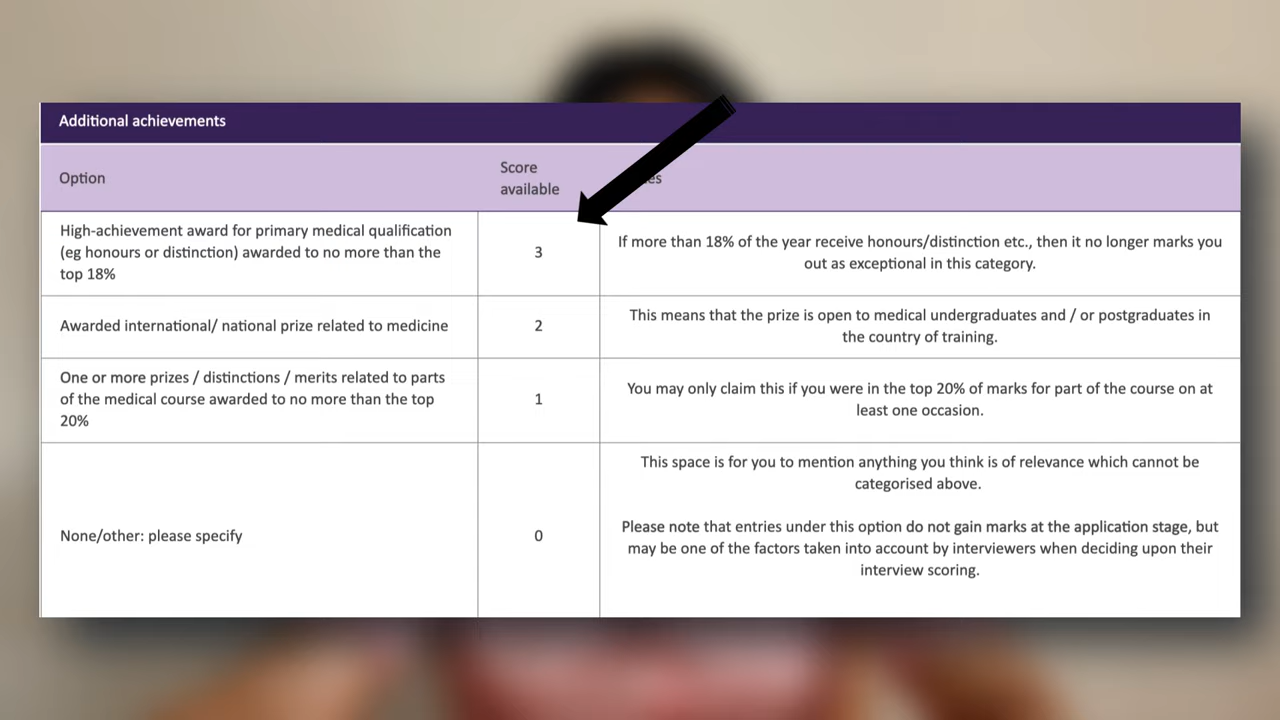 Additional achievements
Option
Score
available
High-achievement award for primary medical qualification
(eg honours or distinction) awarded to no more than the
top 18%
3
If more than 18% of the year receive honours/distinction etc., then it no longer marks you
out as exceptional in this category.
Awarded international/ national prize related to medicine
2
This means that the prize is open to medical undergraduates and / or postgraduates in
the country of training.
One or more prizes / distinctions / merits related to parts
of the medical course awarded to no more than the top
20%
1
You may only claim this if you were in the top 20% of marks for part of the course on at
least one occasion.
None/other: please specify
0
This space is for you to mention anything you think is of relevance which cannot be
categorised above.
Please note that entries under this option do not gain marks at the application stage, but
may be one of the factors taken into account by interviewers when deciding upon their
interview scoring.